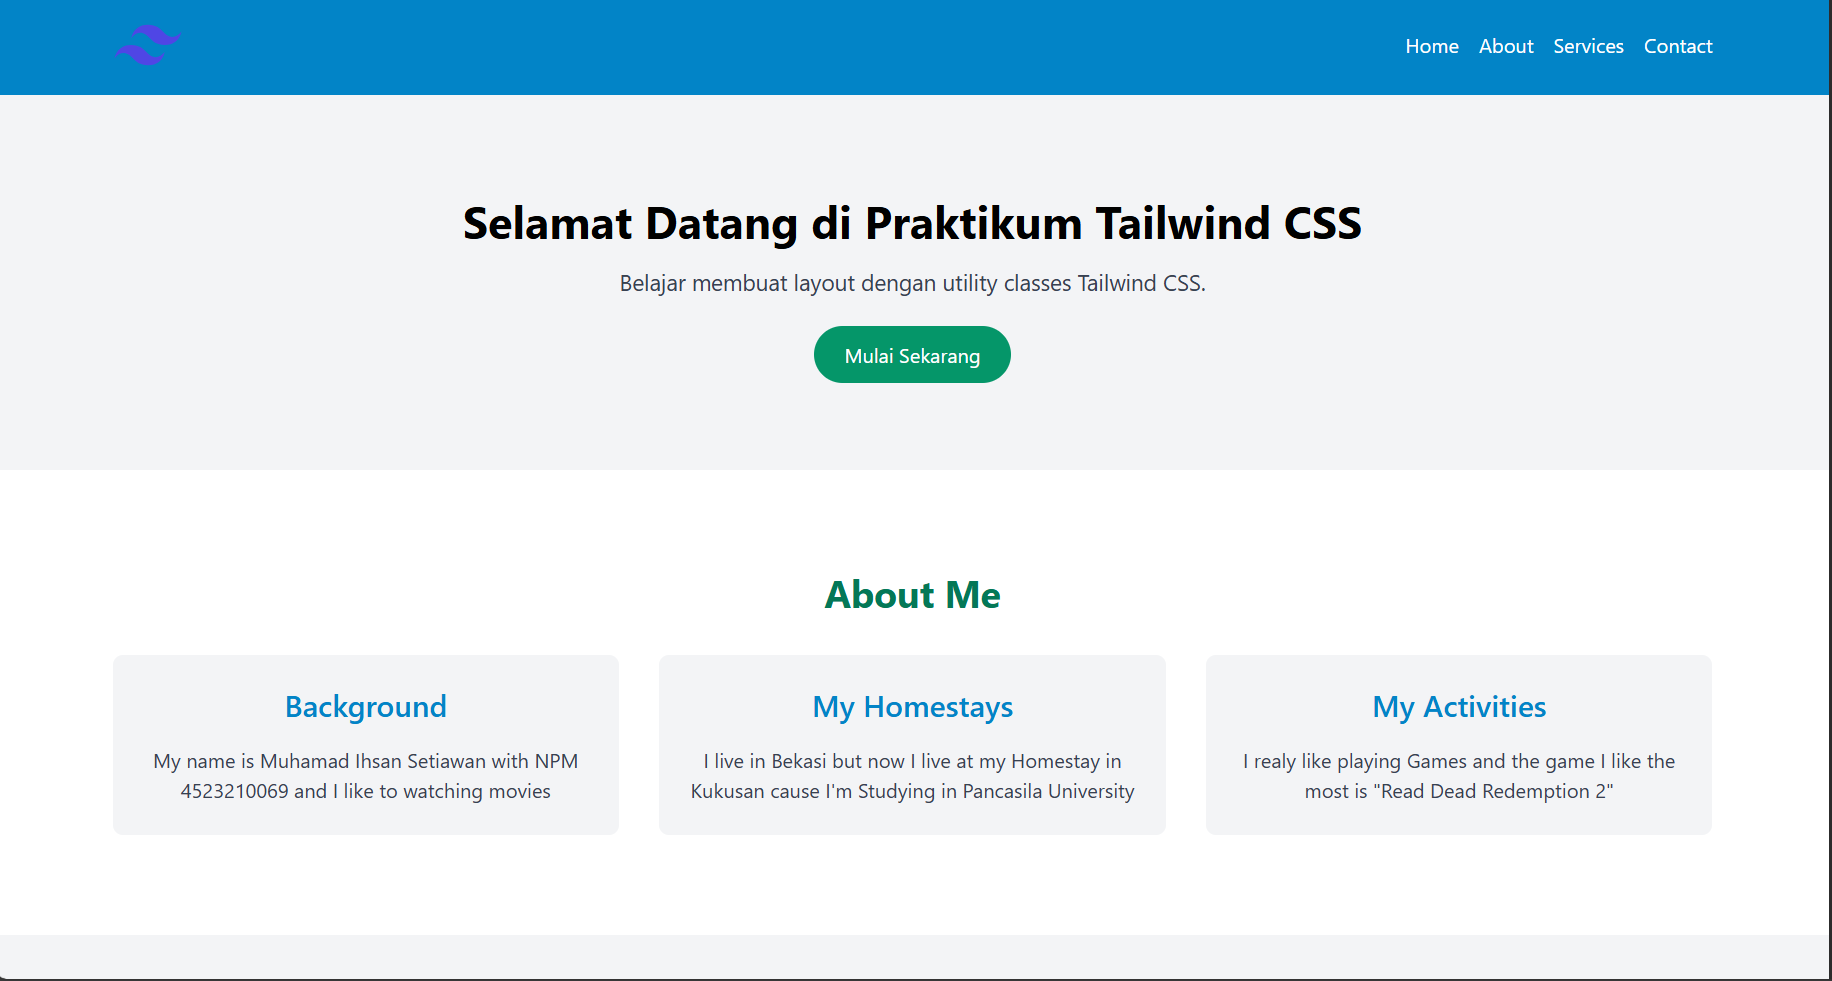 Home About Services Contact
Selamat Datang di Praktikum Tailwind CSS
Belajar membuat layout dengan utility classes Tailwind CSS.
Mulai Sekarang
About Me
Background
My name is Muhamad Ihsan Setiawan with NPM
4523210069 and I like to watching movies
My Homestays
I live in Bekasi but now I live at my Homestay in
Kukusan cause I'm Studying in Pancasila University
My Activities
I realy like playing Games and the game I like the
most is "Read Dead Redemption 2"